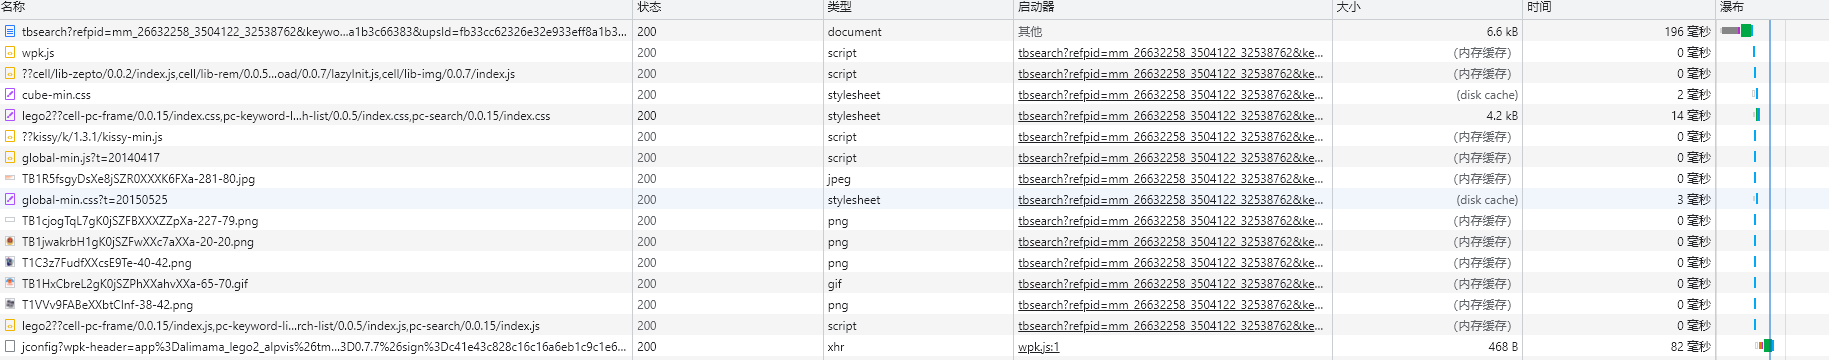 名称 状态 类型 启动器 大小 时间 瀑布
tbsearch?refpid=mm_26632258_3504122_32538762&keywo...a1b3c66383&upsId=fb33cc62326e32e933eff8a1b3... 200 document 其他 6.6 kB 196 毫秒
wpk.js 200 script tbsearch?refpid=mm_26632258_3504122_32538762&ke... (内存缓存) 0 毫秒
??cell/lib-zepto/0.0.2/index.js,cell/lib-rem/0.0.5...oad/0.0.7/lazyInit.js,cell/lib-img/0.0.7/index.js 200 script tbsearch?refpid=mm_26632258_3504122_32538762&ke... (内存缓存) 0 毫秒
cube-min.css 200 stylesheet tbsearch?refpid=mm_26632258_3504122_32538762&ke... (disk cache) 2 毫秒
lego2??cell-pc-frame/0.0.15/index.css,pc-keyword-l...h-list/0.0.5/index.css,pc-search/0.0.15/index.css 200 stylesheet tbsearch?refpid=mm_26632258_3504122_32538762&ke... 4.2 kB 14 毫秒
??kissy/k/1.3.1/kissy-min.js 200 script tbsearch?refpid=mm_26632258_3504122_32538762&ke... (内存缓存) 0 毫秒
global-min.js?t=20140417 200 script tbsearch?refpid=mm_26632258_3504122_32538762&ke... (内存缓存) 0 毫秒
TB1R5fsgyDsXe8jSZR0XXXK6FXa-281-80.jpg 200 jpeg tbsearch?refpid=mm_26632258_3504122_32538762&ke... (内存缓存) 0 毫秒
global-min.css?t=20150525 200 stylesheet tbsearch?refpid=mm_26632258_3504122_32538762&ke... (disk cache) 3 毫秒
TB1cjogTqL7gK0jSZFBXXXZZpXa-227-79.png 200 png tbsearch?refpid=mm_26632258_3504122_32538762&ke... (内存缓存) 0 毫秒
TB1jwakrbH1gK0jSZFwXXc7aXXa-20-20.png 200 png tbsearch?refpid=mm_26632258_3504122_32538762&ke... (内存缓存) 0 毫秒
T1C3z7FudfXXcsE9Te-40-42.png 200 png tbsearch?refpid=mm_26632258_3504122_32538762&ke... (内存缓存) 0 毫秒
TB1HxCbreL2gK0jSZPhXXahvXXa-65-70.gif 200 gif tbsearch?refpid=mm_26632258_3504122_32538762&ke... (内存缓存) 0 毫秒
T1VVv9FABeXXbtCInf-38-42.png 200 png tbsearch?refpid=mm_26632258_3504122_32538762&ke... (内存缓存) 0 毫秒
lego2??cell-pc-frame/0.0.15/index.js,pc-keyword-li...rch-list/0.0.5/index.js,pc-search/0.0.15/index.js 200 script tbsearch?refpid=mm_26632258_3504122_32538762&ke... (内存缓存) 0 毫秒
jconfig?wpk-header=app%3Dalimama_lego2_alpvis%26tm...3D0.7.7%26sign%3Dc41e43c828c16c16a6eb1c9c1e6... 200 xhr wpk.js:1 468 B 82 毫秒